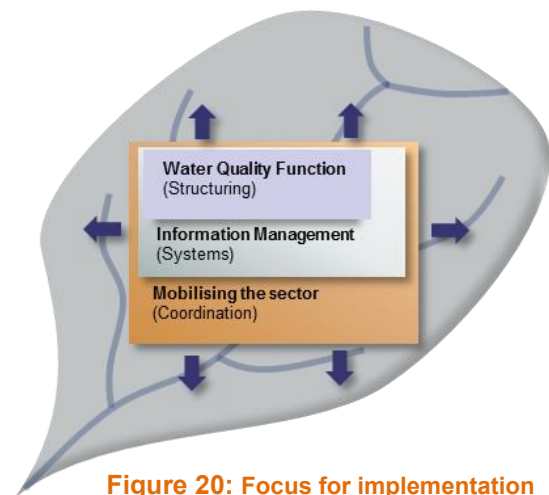 Water Quality Function
(Structuring)
Information Management
(Systems)
Mobilising the sector
(Coordination)
Figure 20: Focus for implementation